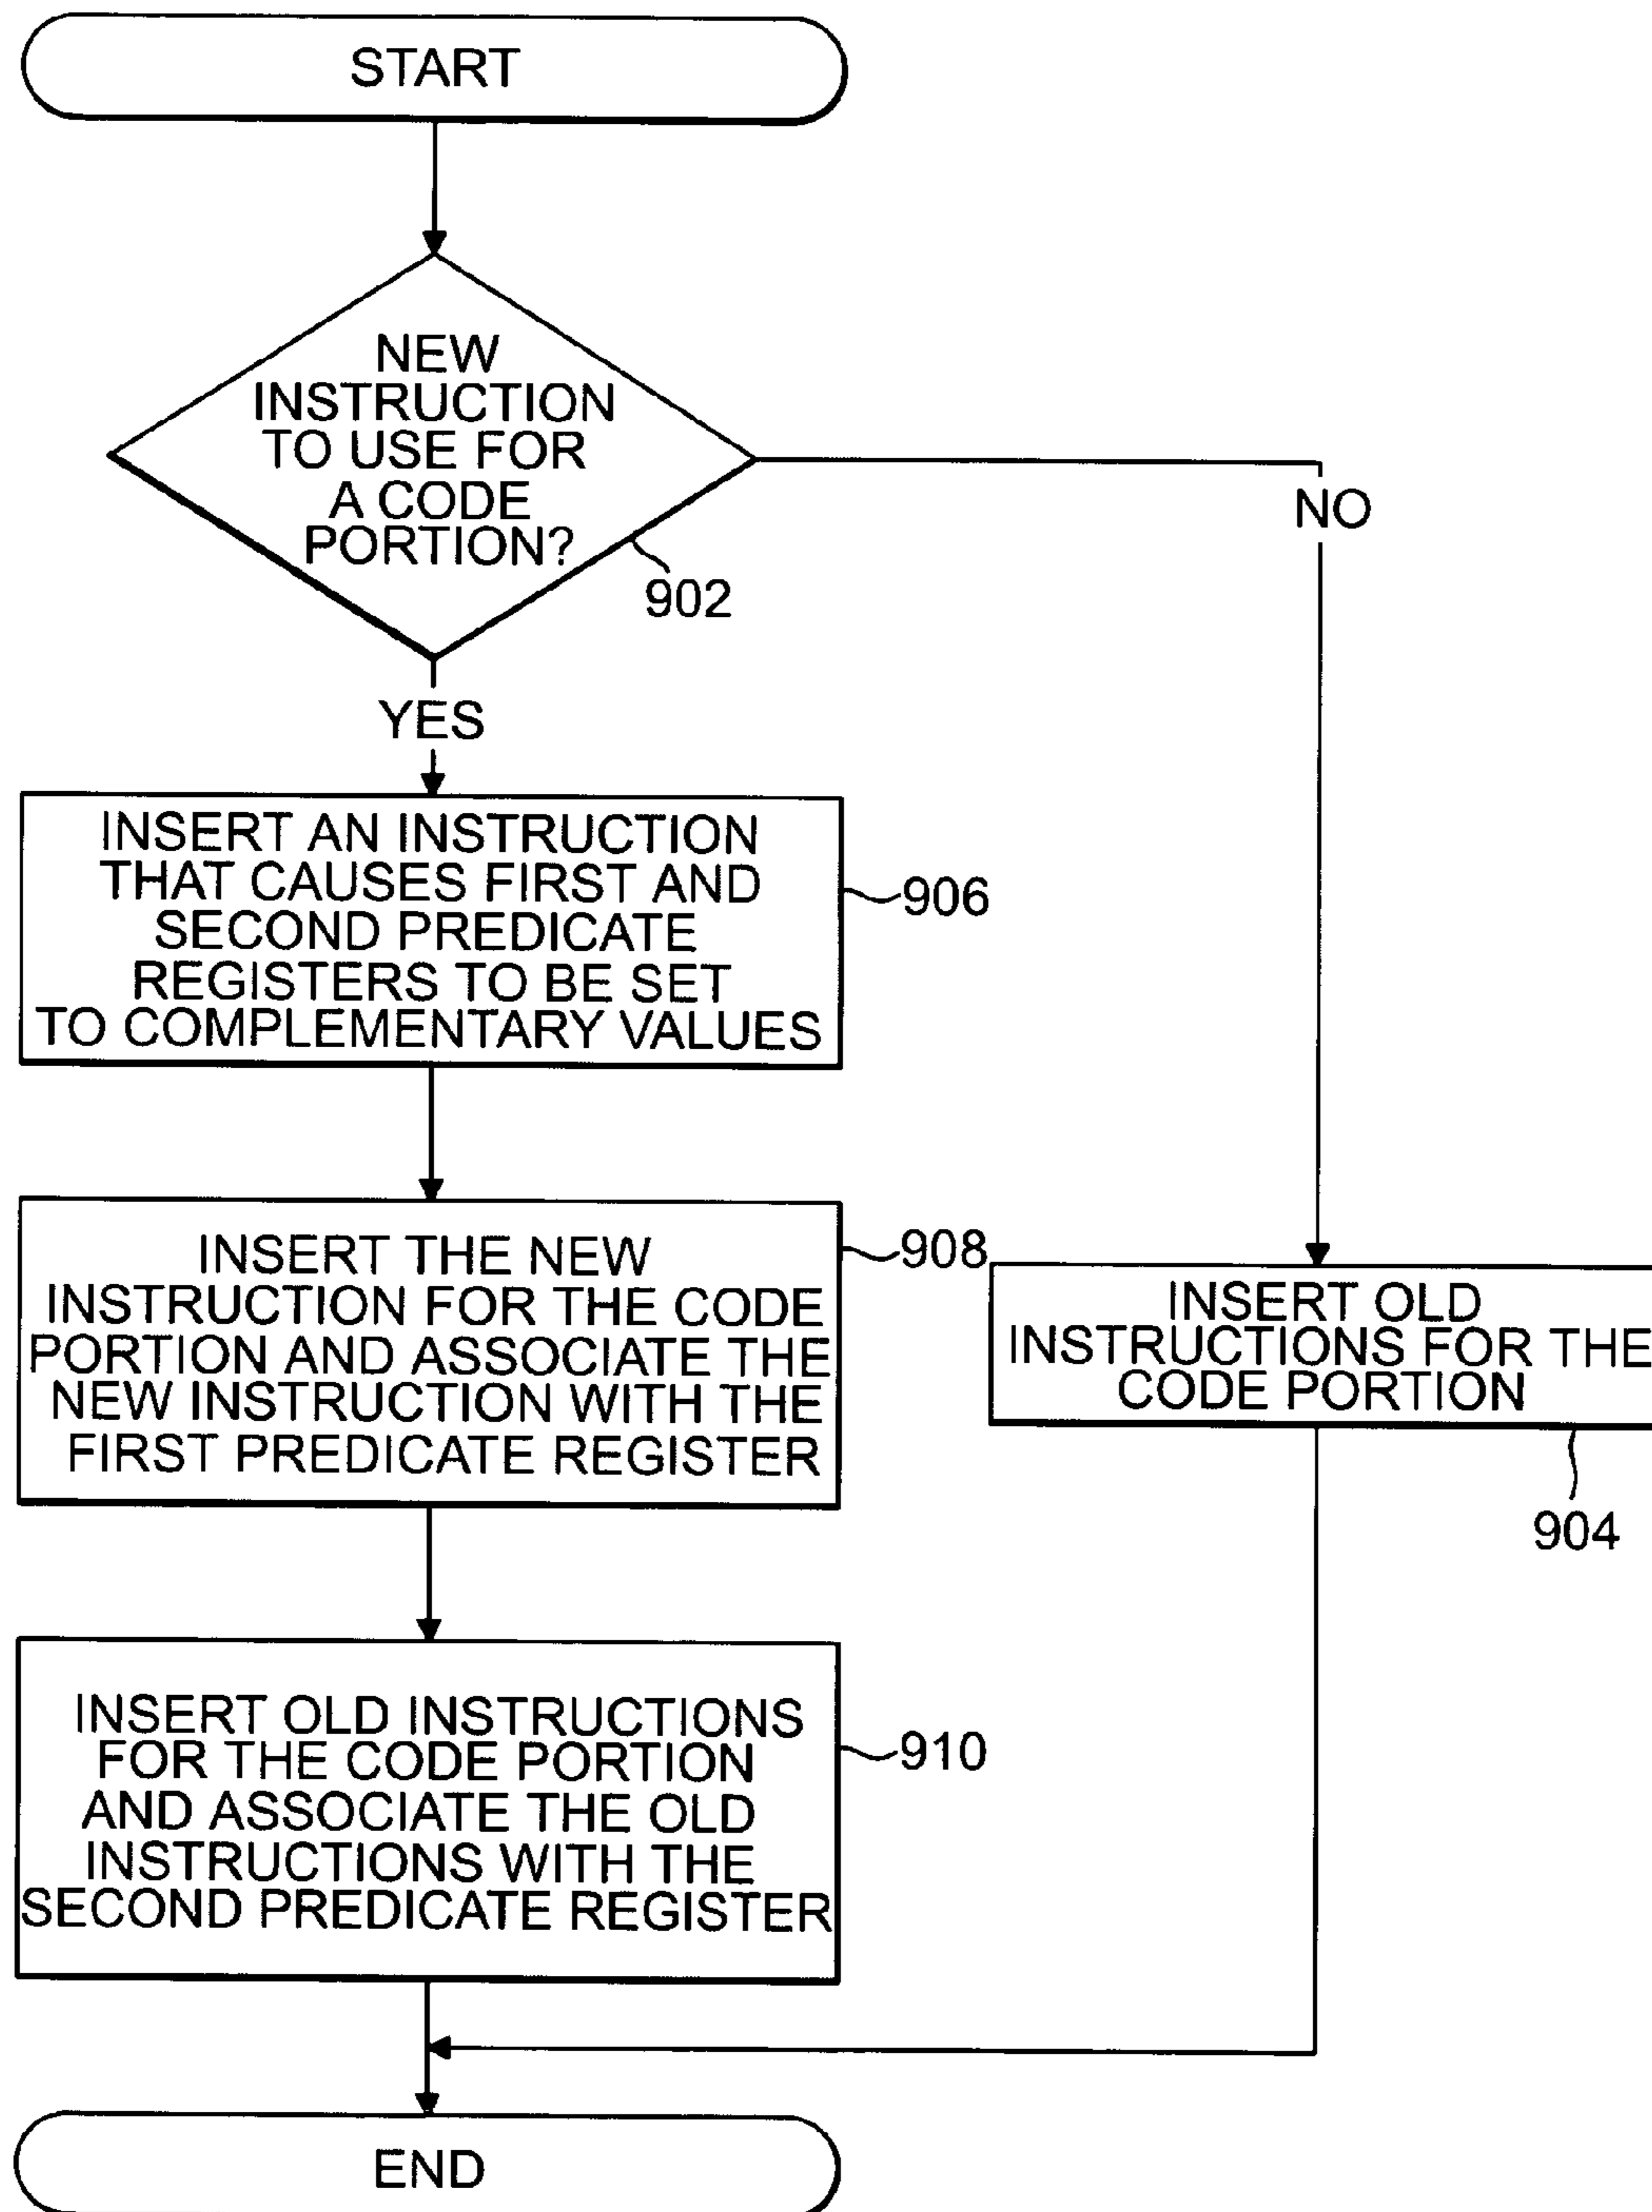 START
NEW
INSTRUCTION
TO USE FOR
A CODE
PORTION?
902
NO
YES
INSERT AN INSTRUCTION
THAT CAUSES FIRST AND
SECOND PREDICATE
REGISTERS TO BE SET
TO COMPLEMENTARY VALUES
906
INSERT THE NEW
INSTRUCTION FOR THE CODE
PORTION AND ASSOCIATE THE
NEW INSTRUCTION WITH THE
FIRST PREDICATE REGISTER
908
INSERT OLD
INSTRUCTIONS FOR THE
CODE PORTION
904
INSERT OLD INSTRUCTIONS
FOR THE CODE PORTION
AND ASSOCIATE THE OLD
INSTRUCTIONS WITH THE
SECOND PREDICATE REGISTER
910
END